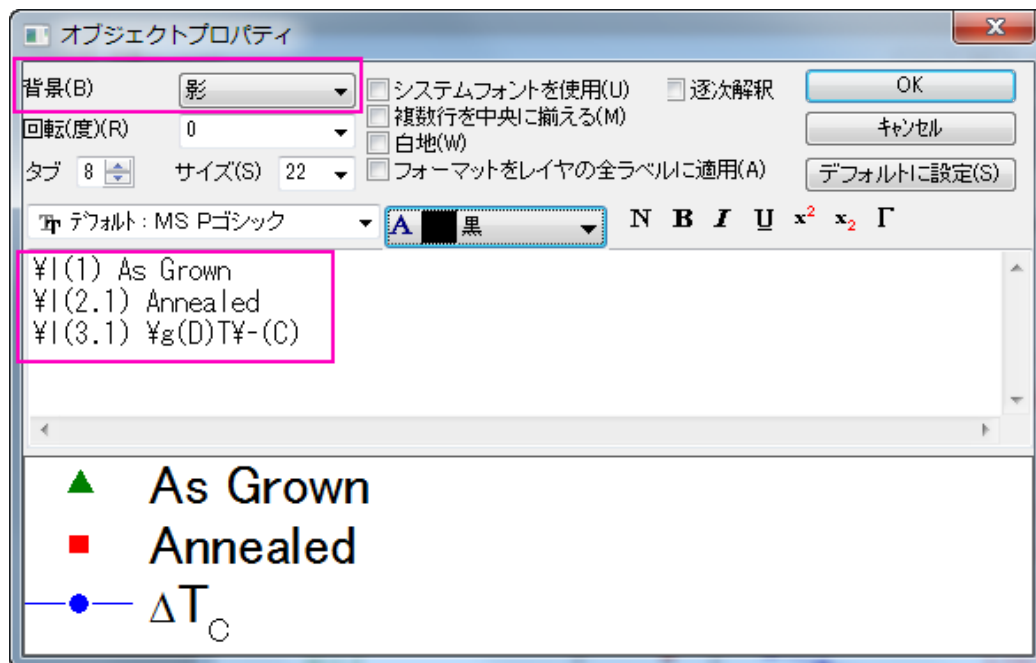 オブジェクトプロパティ
背景(B) 影 システムフォントを使用(U) 逐次解釈 OK
複数行を中央に揃える(M)
回転(度)(R) 0 白地(W) キャンセル
タブ 8 サイズ(S) 22 フォーマットをレイヤの全ラベルに適用(A) デフォルトに設定(S)
デフォルト : MS Pゴシック A 黒 N B I U x² x₂ Γ
¥l(1) As Grown
¥l(2.1) Annealed
¥l(3.1) ¥g(D)T¥-(C)
As Grown
Annealed
ΔTC